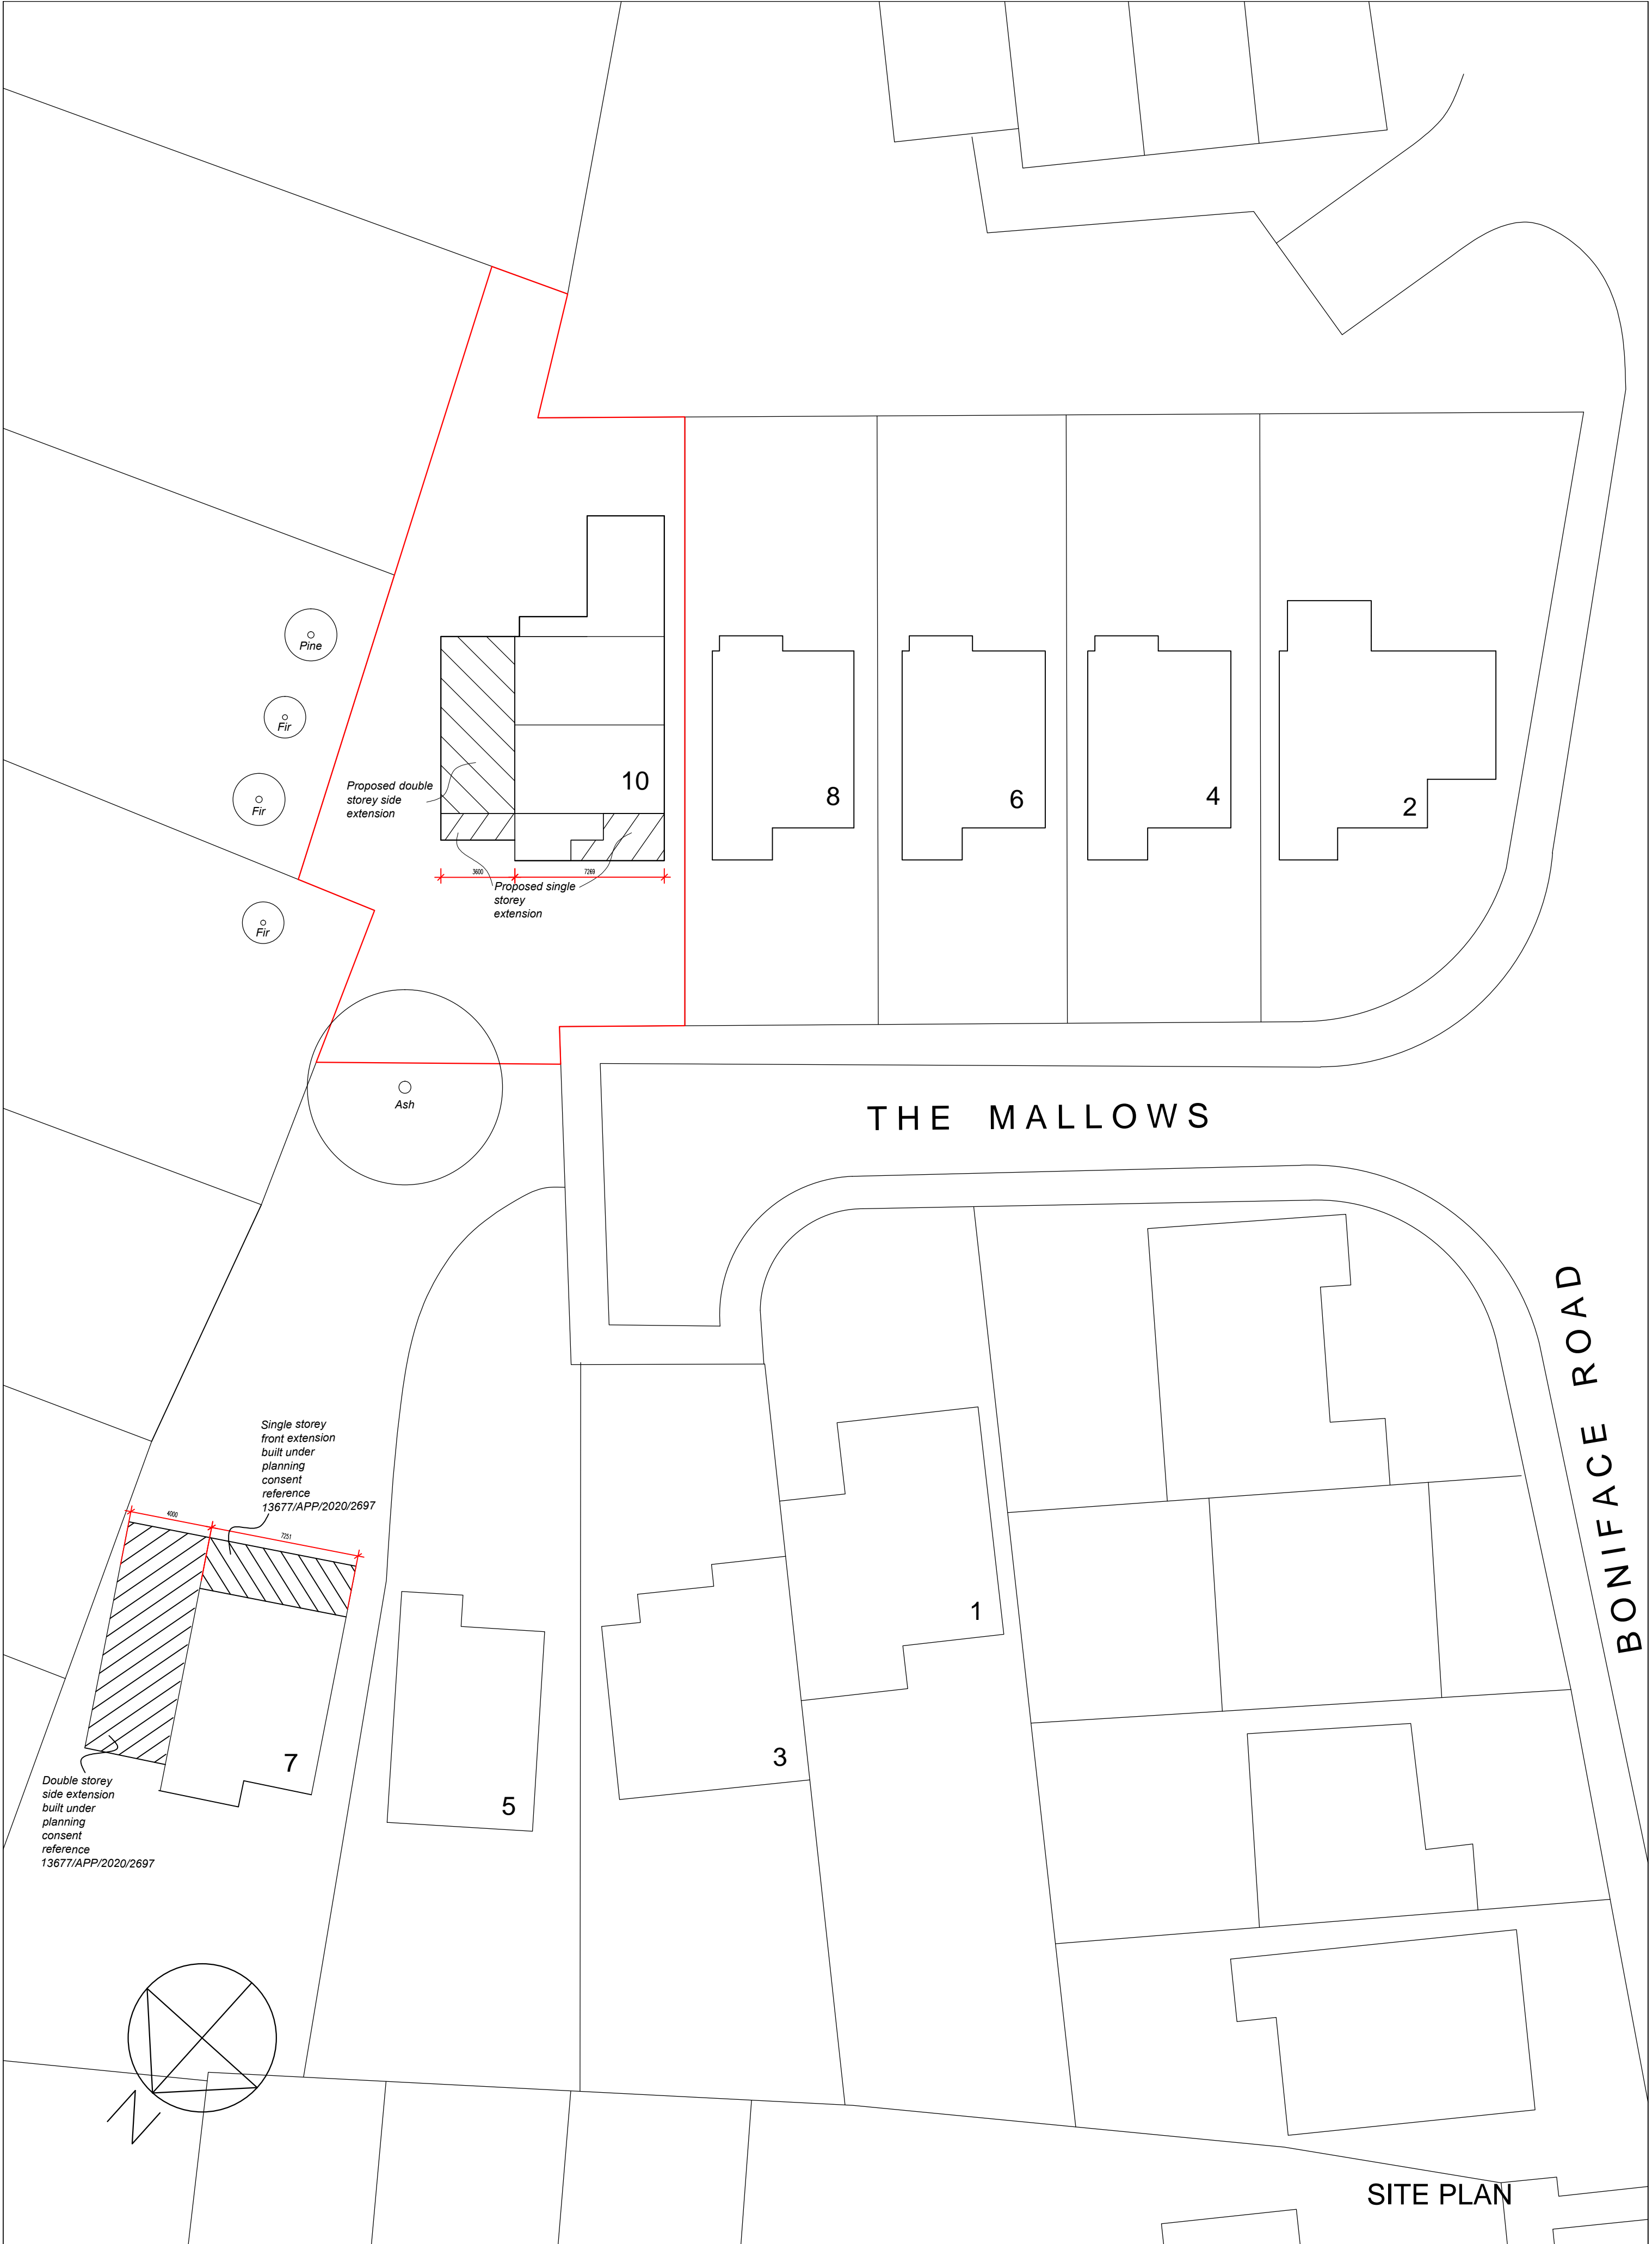 Pine
Fir
Fir
Fir
Proposed double
storey side
extension
10
8
6
4
2
3600
7269
Proposed single
storey
extension
Ash
THE MALLOWS
BONIFACE ROAD
Single storey
front extension
built under
planning
consent
reference
13677/APP/2020/2697
4000
7251
1
3
5
7
Double storey
side extension
built under
planning
consent
reference
13677/APP/2020/2697
N
SITE PLAN